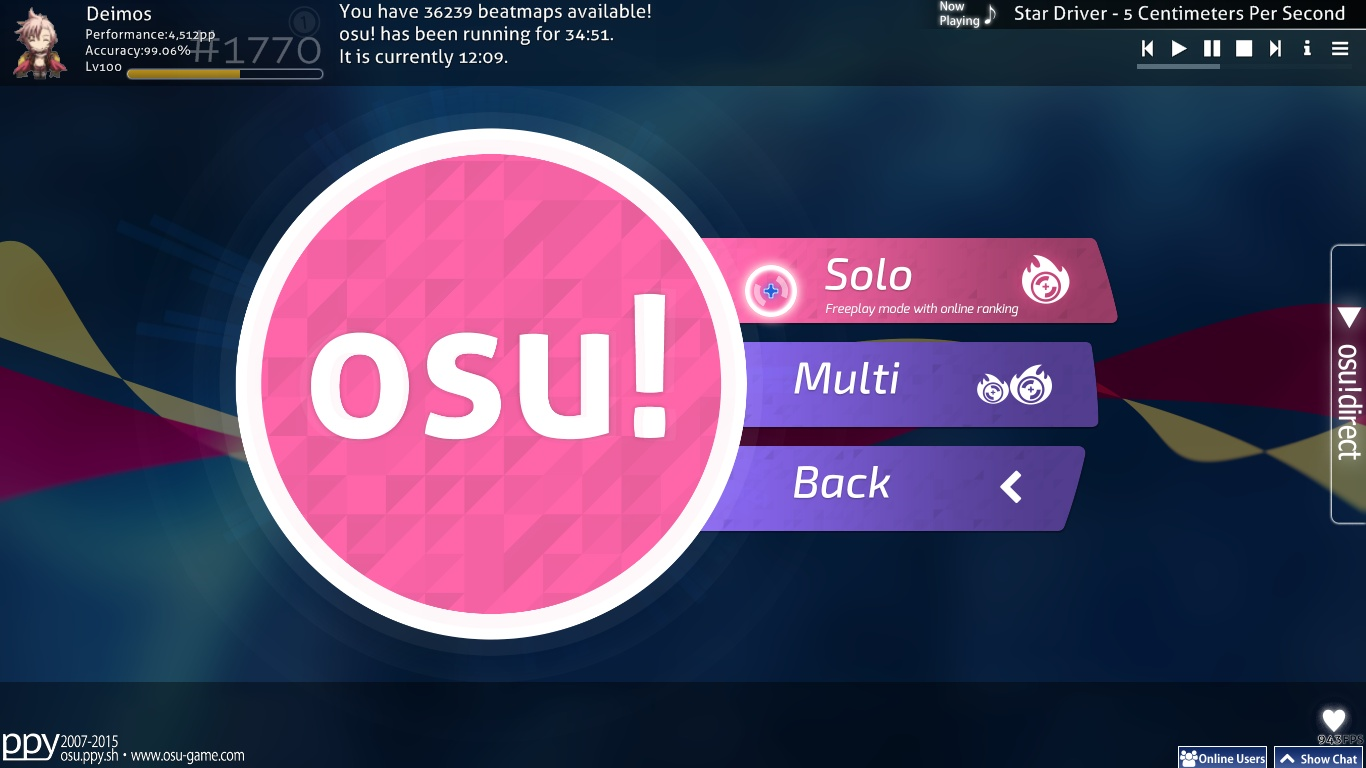 Deimos
Performance:4,512pp
Accuracy:99.06%
Lv100
#1770
1
You have 36239 beatmaps available!
osu! has been running for 34:51.
It is currently 12:09.
Now
Playing
Star Driver - 5 Centimeters Per Second
osu!
Solo
Freeplay mode with online ranking
Multi
Back
osu!direct
ppy 2007-2015
osu.ppy.sh • www.osu-game.com
943FPS
Online Users
Show Chat